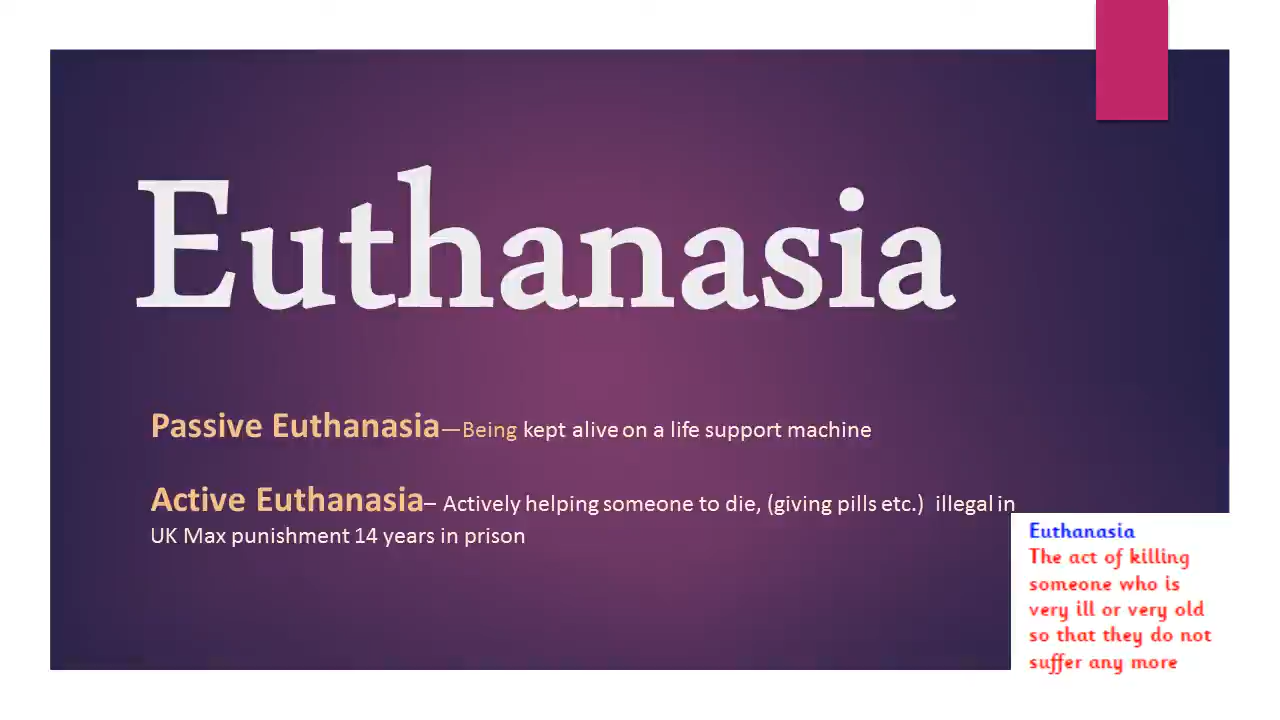 Euthanasia
Passive Euthanasia—Being kept alive on a life support machine
Active Euthanasia– Actively helping someone to die, (giving pills etc.) illegal in
UK Max punishment 14 years in prison
Euthanasia
The act of killing
someone who is
very ill or very old
so that they do not
suffer any more